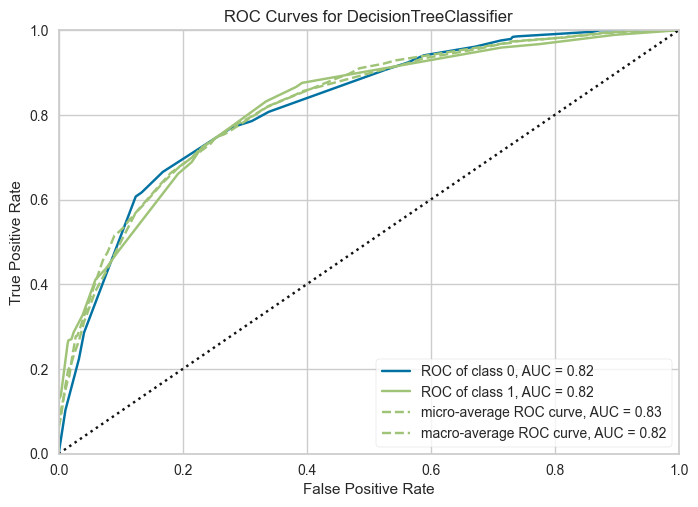 ROC Curves for DecisionTreeClassifier
1.0
0.8
0.6
0.4
0.2
0.0
True Positive Rate
ROC of class 0, AUC = 0.82
ROC of class 1, AUC = 0.82
micro-average ROC curve, AUC = 0.83
macro-average ROC curve, AUC = 0.82
0.0 0.2 0.4 0.6 0.8 1.0
False Positive Rate